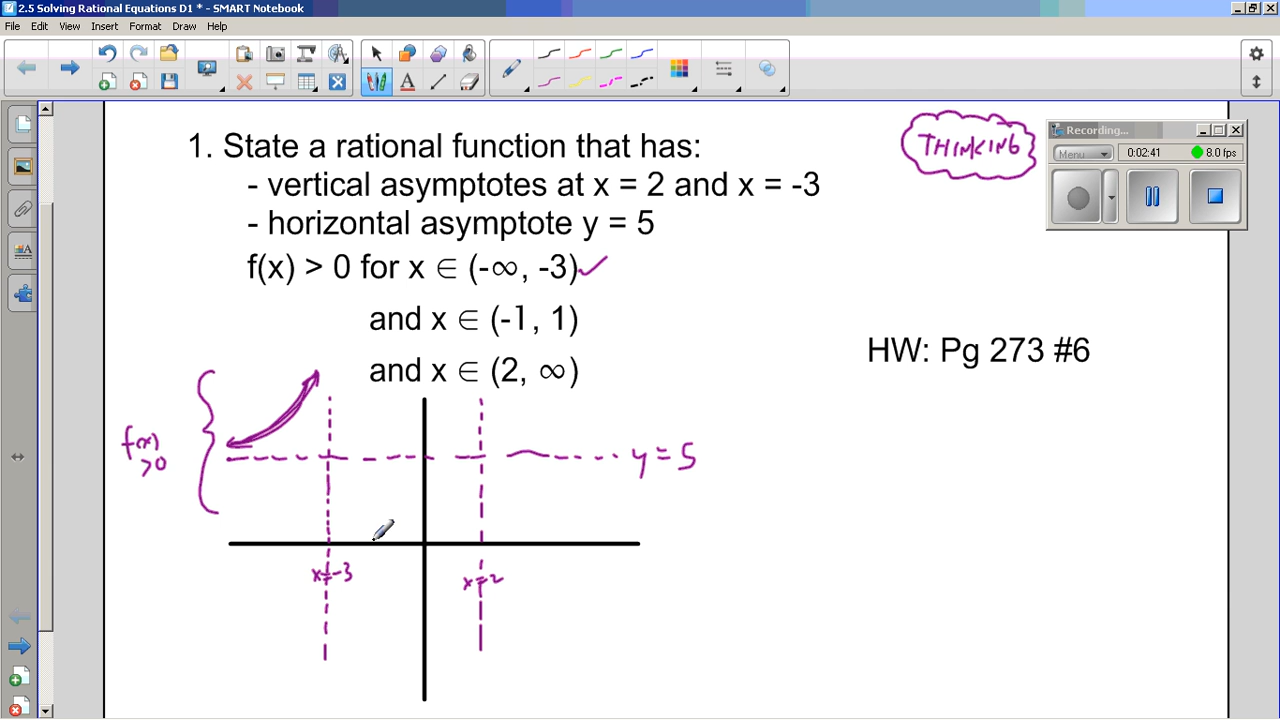 2.5 Solving Rational Equations D1 * - SMART Notebook
File Edit View Insert Format Draw Help
1. State a rational function that has:
- vertical asymptotes at x = 2 and x = -3
- horizontal asymptote y = 5
f(x) > 0 for x ∈ (-∞, -3)✓
and x ∈ (-1, 1)
and x ∈ (2, ∞)
THINKING
Recording...
Menu 0:02:41 8.0 fps
HW: Pg 273 #6
f(x)
>0
y = 5
x=-3
x=2